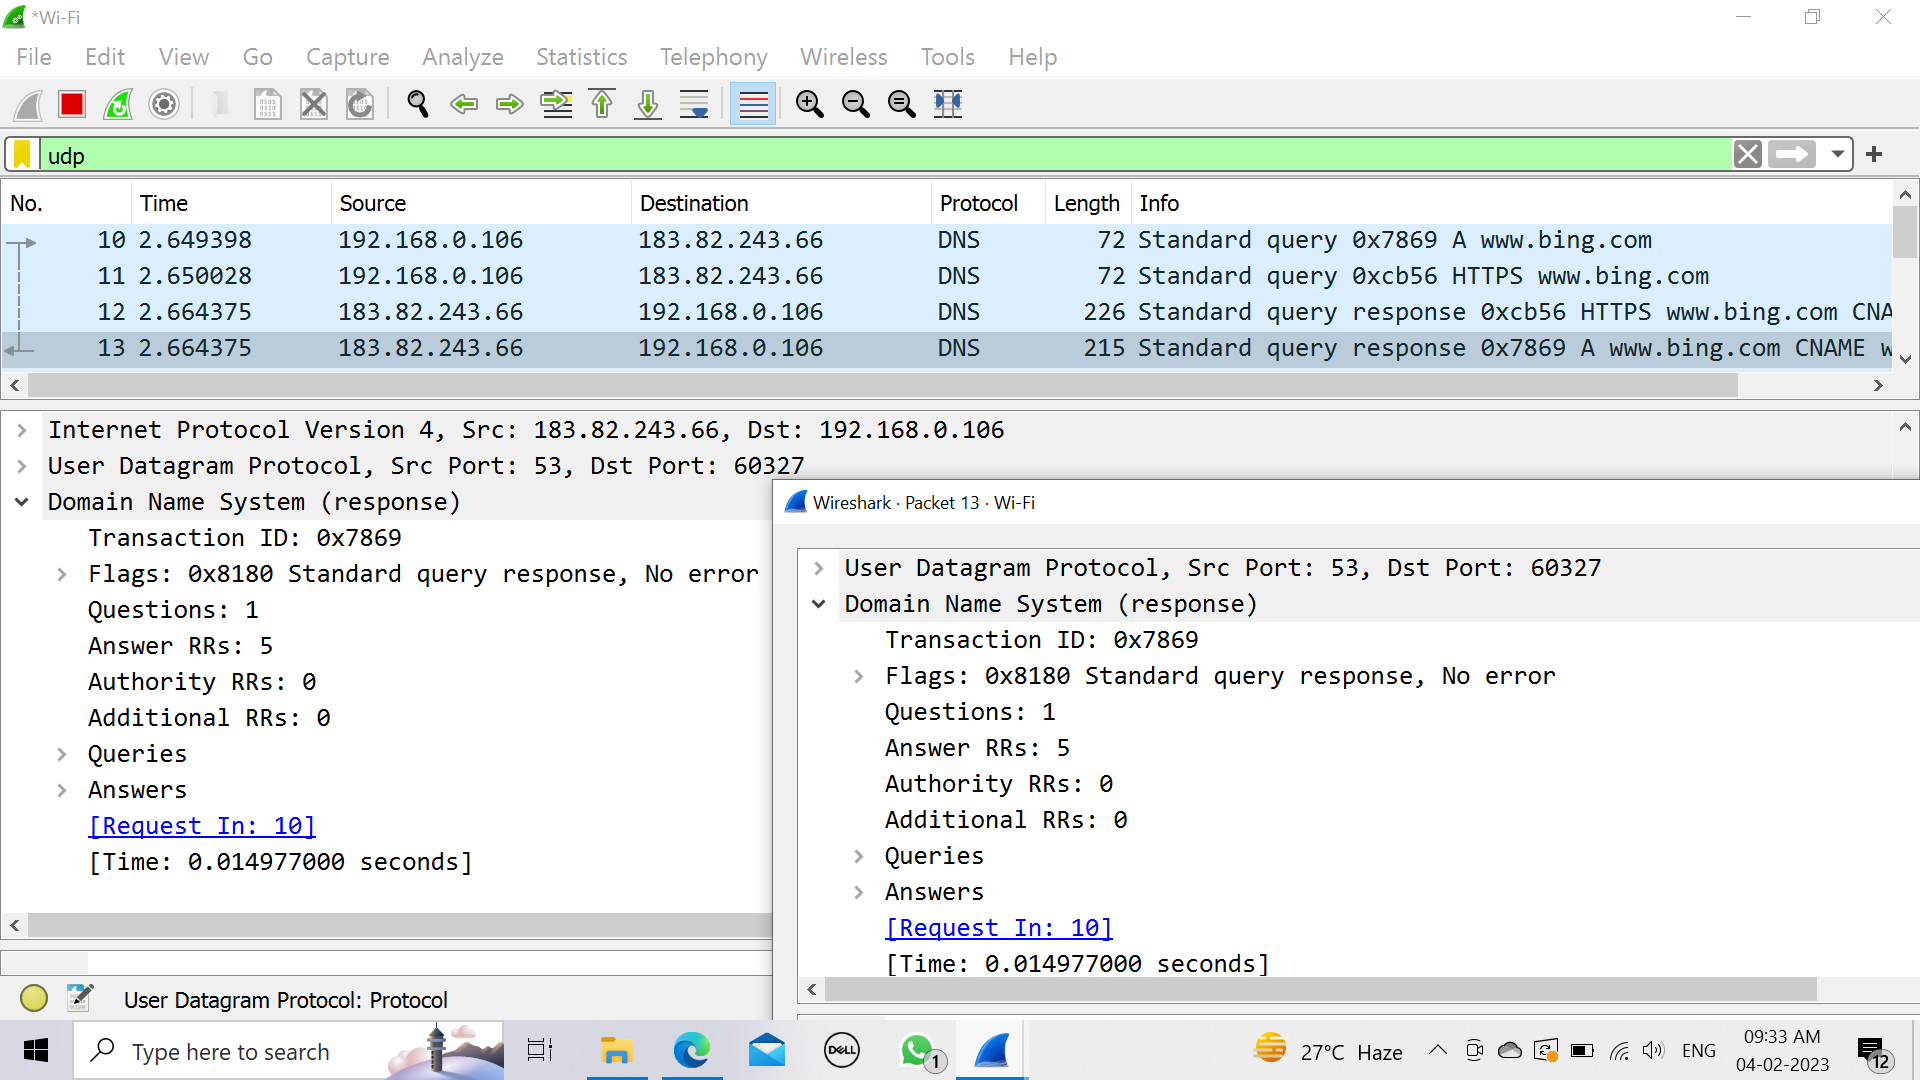 *Wi-Fi
File Edit View Go Capture Analyze Statistics Telephony Wireless Tools Help
udp
No. Time Source Destination Protocol Length Info
10 2.649398 192.168.0.106 183.82.243.66 DNS 72 Standard query 0x7869 A www.bing.com
11 2.650028 192.168.0.106 183.82.243.66 DNS 72 Standard query 0xcb56 HTTPS www.bing.com
12 2.664375 183.82.243.66 192.168.0.106 DNS 226 Standard query response 0xcb56 HTTPS www.bing.com CNA
13 2.664375 183.82.243.66 192.168.0.106 DNS 215 Standard query response 0x7869 A www.bing.com CNAME w
Internet Protocol Version 4, Src: 183.82.243.66, Dst: 192.168.0.106
User Datagram Protocol, Src Port: 53, Dst Port: 60327
Domain Name System (response)
Transaction ID: 0x7869
Flags: 0x8180 Standard query response, No error
Questions: 1
Answer RRs: 5
Authority RRs: 0
Additional RRs: 0
Queries
Answers
[Request In: 10]
[Time: 0.014977000 seconds]
Wireshark · Packet 13 · Wi-Fi
User Datagram Protocol, Src Port: 53, Dst Port: 60327
Domain Name System (response)
Transaction ID: 0x7869
Flags: 0x8180 Standard query response, No error
Questions: 1
Answer RRs: 5
Authority RRs: 0
Additional RRs: 0
Queries
Answers
[Request In: 10]
[Time: 0.014977000 seconds]
User Datagram Protocol: Protocol
Type here to search
DELL
1
27°C Haze
ENG
09:33 AM
04-02-2023
12